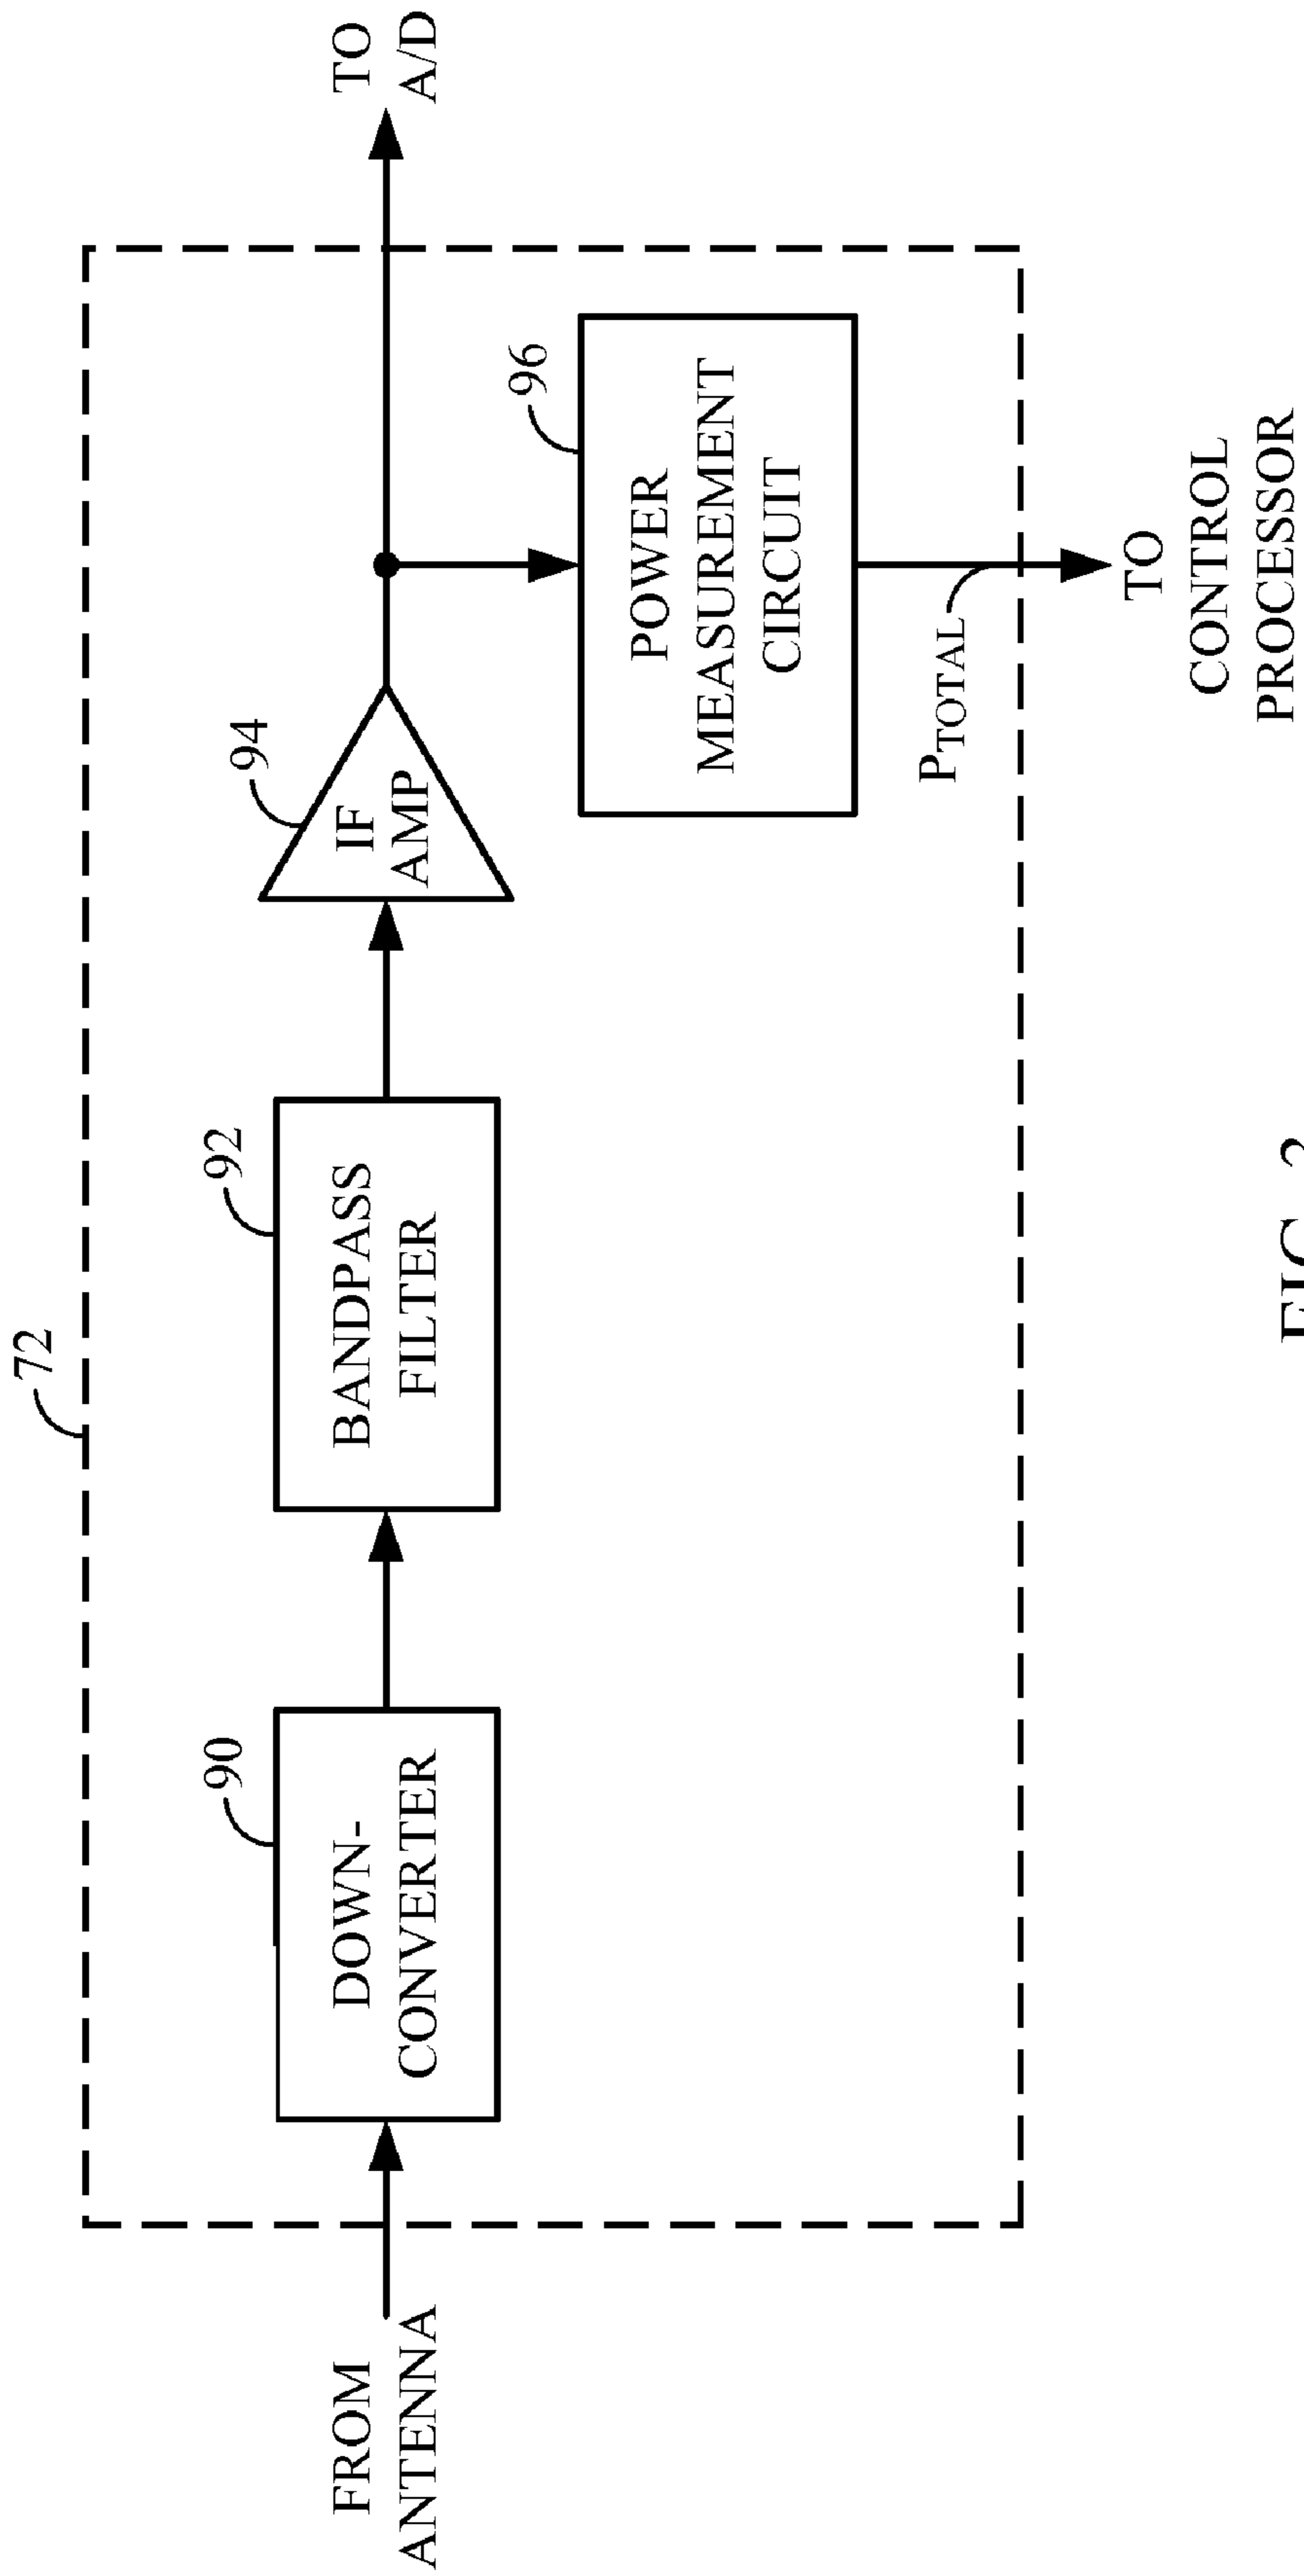 72
FROM
ANTENNA
90
DOWN-
CONVERTER
92
BANDPASS
FILTER
94
IF
AMP
TO
A/D
96
POWER
MEASUREMENT
CIRCUIT
PTOTAL
TO
CONTROL
PROCESSOR